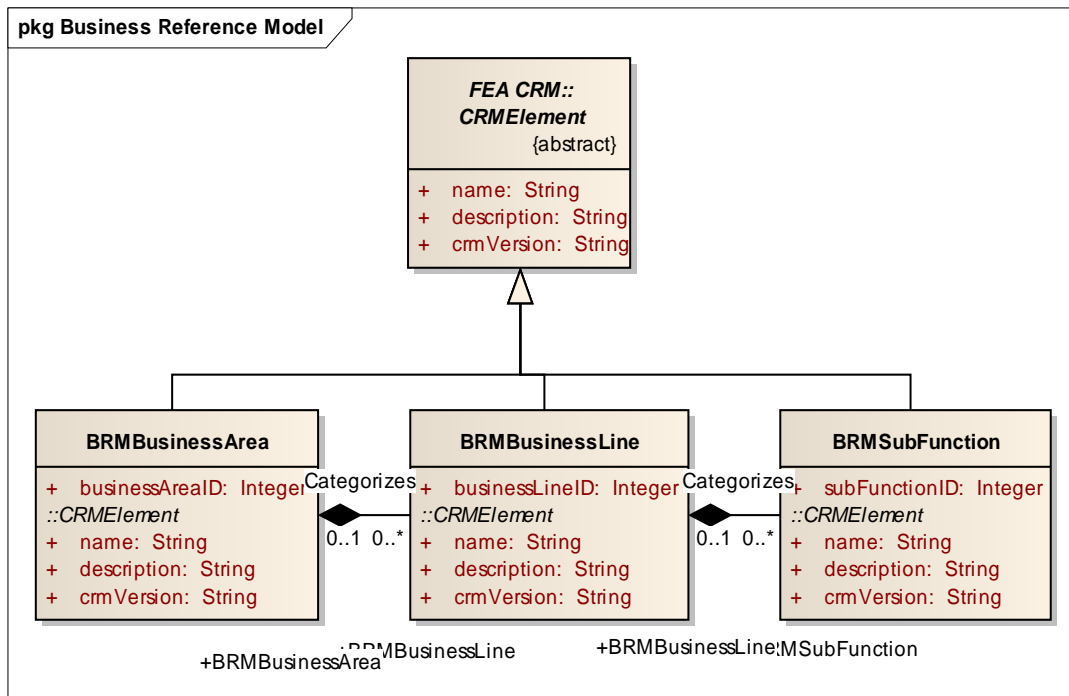 pkg Business Reference Model
FEA CRM::
CRMElement
{abstract}
+ name: String
+ description: String
+ crmVersion: String
BRMBusinessArea
+ businessAreaID: Integer
::CRMElement
+ name: String
+ description: String
+ crmVersion: String
Categorizes
0..1 0..*
BRMBusinessLine
+ businessLineID: Integer
::CRMElement
+ name: String
+ description: String
+ crmVersion: String
Categorizes
0..1 0..*
BRMSubFunction
+ subFunctionID: Integer
::CRMElement
+ name: String
+ description: String
+ crmVersion: String
+BRMBusinessArea
+BRMBusinessLine
+BRMBusinessLine
RMSubFunction